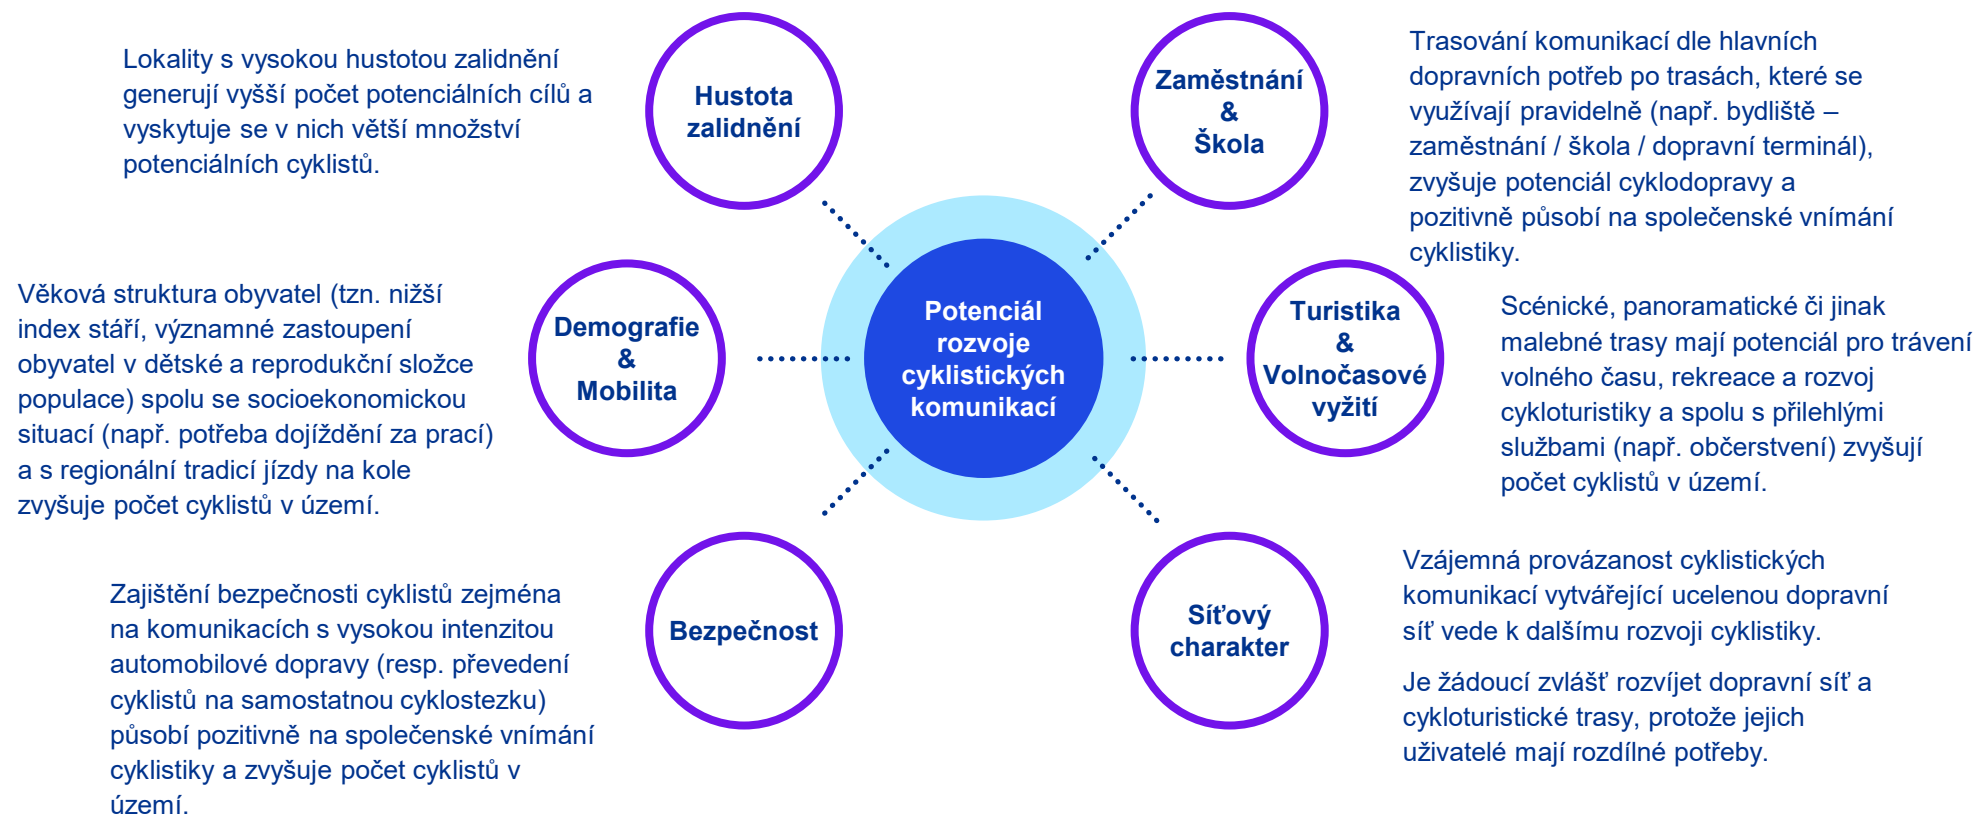 Lokality s vysokou hustotou zalidnění
generují vyšší počet potenciálních cílů a
vyskytuje se v nich větší množství
potenciálních cyklistů.
Hustota
zalidnění
Zaměstnání
&
Škola
Trasování komunikací dle hlavních
dopravních potřeb po trasách, které se
využívají pravidelně (např. bydliště –
zaměstnání / škola / dopravní terminál),
zvyšuje potenciál cyklodopravy a
pozitivně působí na společenské vnímání
cyklistiky.
Věková struktura obyvatel (tzn. nižší
index stáří, významné zastoupení
obyvatel v dětské a reprodukční složce
populace) spolu se socioekonomickou
situací (např. potřeba dojíždění za prací)
a s regionální tradicí jízdy na kole
zvyšuje počet cyklistů v území.
Demografie
&
Mobilita
Potenciál
rozvoje
cyklistických
komunikací
Turistika
&
Volnočasové
vyžití
Scénické, panoramatické či jinak
malebné trasy mají potenciál pro trávení
volného času, rekreace a rozvoj
cykloturistiky a spolu s přilehlými
službami (např. občerstvení) zvyšují
počet cyklistů v území.
Zajištění bezpečnosti cyklistů zejména
na komunikacích s vysokou intenzitou
automobilové dopravy (resp. převedení
cyklistů na samostatnou cyklostezku)
působí pozitivně na společenské vnímání
cyklistiky a zvyšuje počet cyklistů v
území.
Bezpečnost
Síťový
charakter
Vzájemná provázanost cyklistických
komunikací vytvářející ucelenou dopravní
síť vede k dalšímu rozvoji cyklistiky.
Je žádoucí zvlášť rozvíjet dopravní síť a
cykloturistické trasy, protože jejich
uživatelé mají rozdílné potřeby.